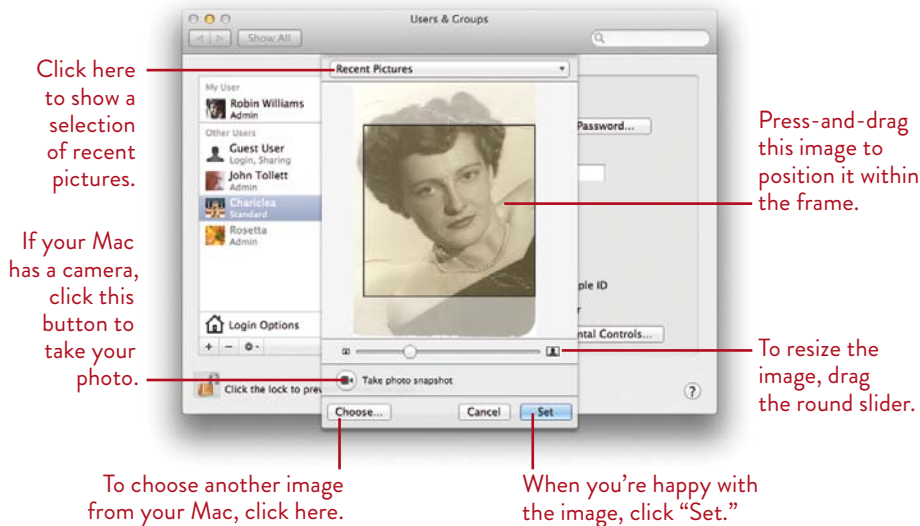 Users & Groups
Show All
Click here
to show a
selection
of recent
pictures.
If your Mac
has a camera,
click this
button to
take your
photo.
My User
Robin Williams
Admin
Other Users
Guest User
Login, Sharing
John Tollett
Admin
Chariclea
Standard
Rosetta
Admin
Login Options
+ −
Click the lock to prev
Recent Pictures
Take photo snapshot
Choose...
Cancel
Set
Password...
ple ID
r
ntal Controls...
?
Press-and-drag
this image to
position it within
the frame.
To resize the
image, drag
the round slider.
To choose another image
from your Mac, click here.
When you're happy with
the image, click “Set.”